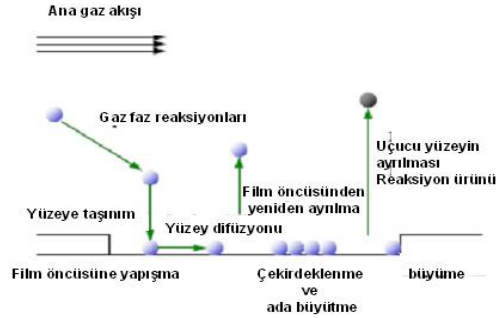 Ana gaz akışı
Gaz faz reaksiyonları
Uçucu yüzeyin
ayrılması
Reaksiyon ürünü
Film öncüsünden
yeniden ayrılma
Yüzeye taşınım
Yüzey difüzyonu
Film öncüsüne yapışma
Çekirdeklenme
ve
ada büyütme
büyüme